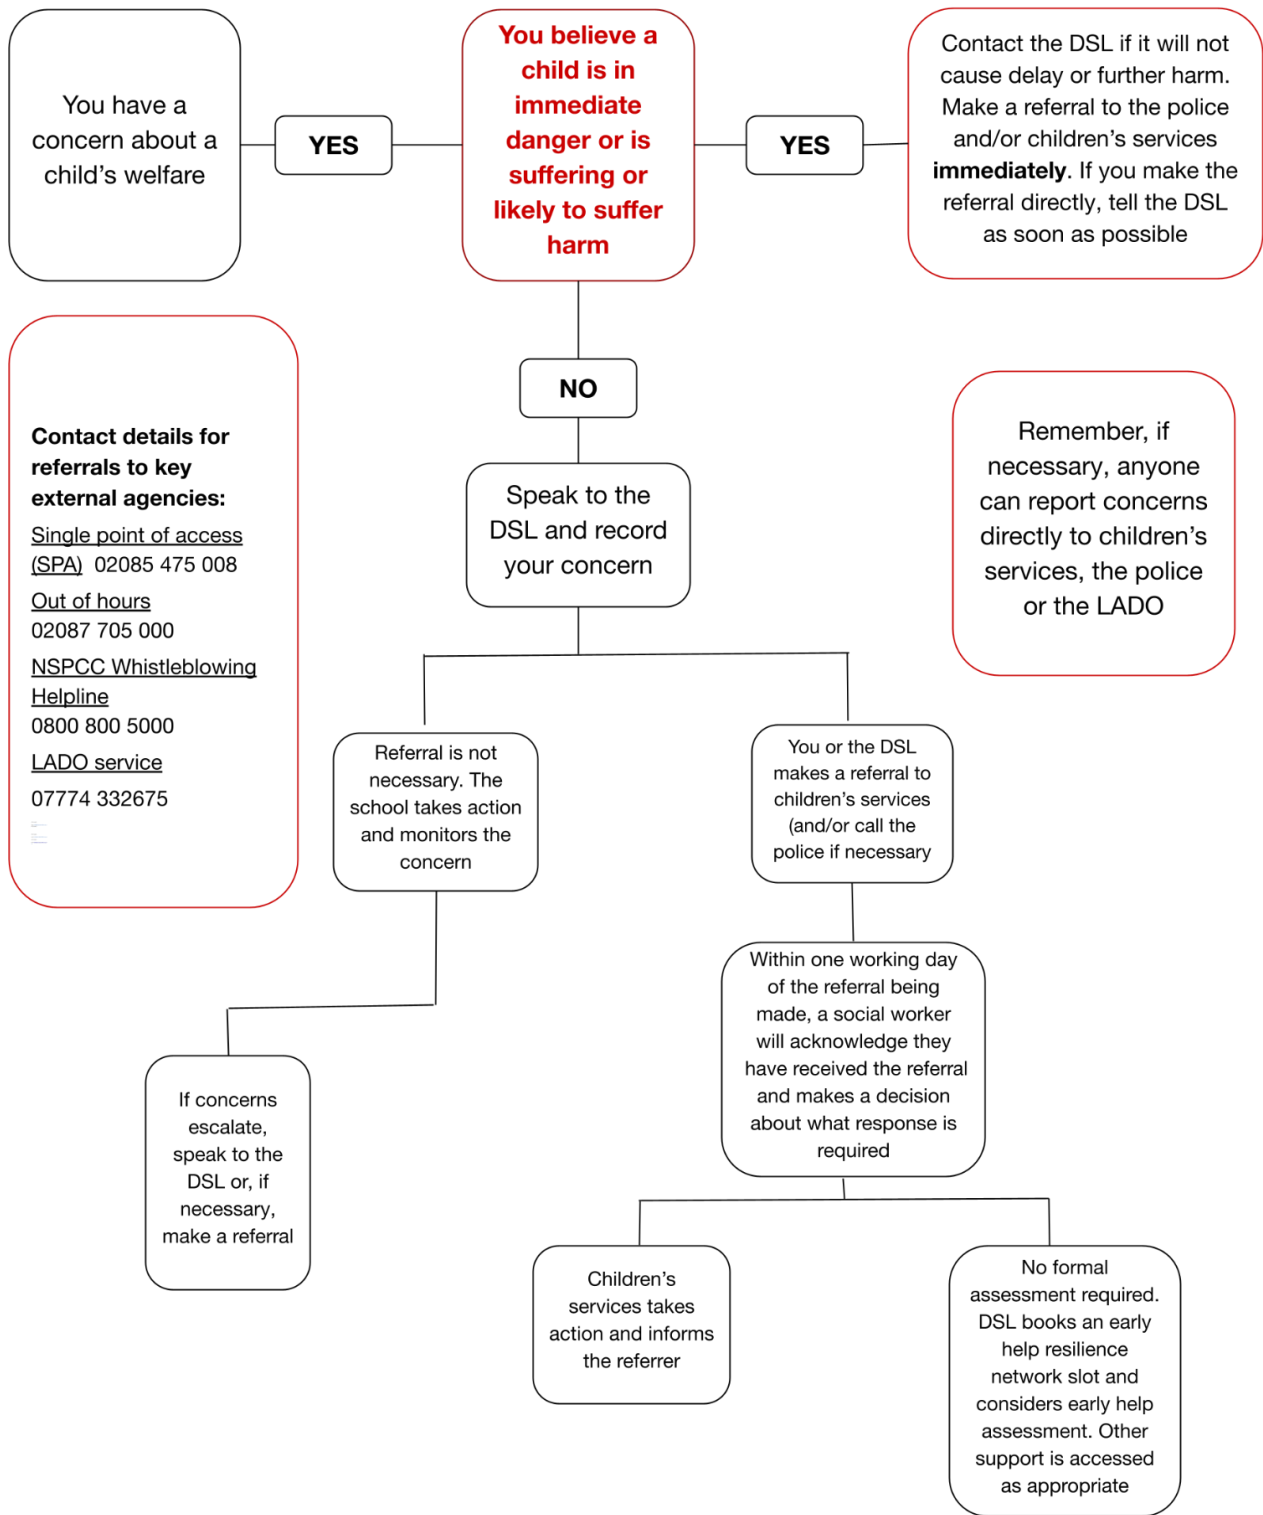 You have a
concern about a
child's welfare
YES
You believe a
child is in
immediate
danger or is
suffering or
likely to suffer
harm
YES
Contact the DSL if it will not
cause delay or further harm.
Make a referral to the police
and/or children's services
immediately. If you make the
referral directly, tell the DSL
as soon as possible
NO
Contact details for
referrals to key
external agencies:
Single point of access
(SPA) 02085 475 008
Out of hours
02087 705 000
NSPCC Whistleblowing
Helpline
0800 800 5000
LADO service
07774 332675
Remember, if
necessary, anyone
can report concerns
directly to children's
services, the police
or the LADO
Speak to the
DSL and record
your concern
Referral is not
necessary. The
school takes action
and monitors the
concern
You or the DSL
makes a referral to
children's services
(and/or call the
police if necessary
Within one working day
of the referral being
made, a social worker
will acknowledge they
have received the referral
and makes a decision
about what response is
required
If concerns
escalate,
speak to the
DSL or, if
necessary,
make a referral
Children's
services takes
action and informs
the referrer
No formal
assessment required.
DSL books an early
help resilience
network slot and
considers early help
assessment. Other
support is accessed
as appropriate